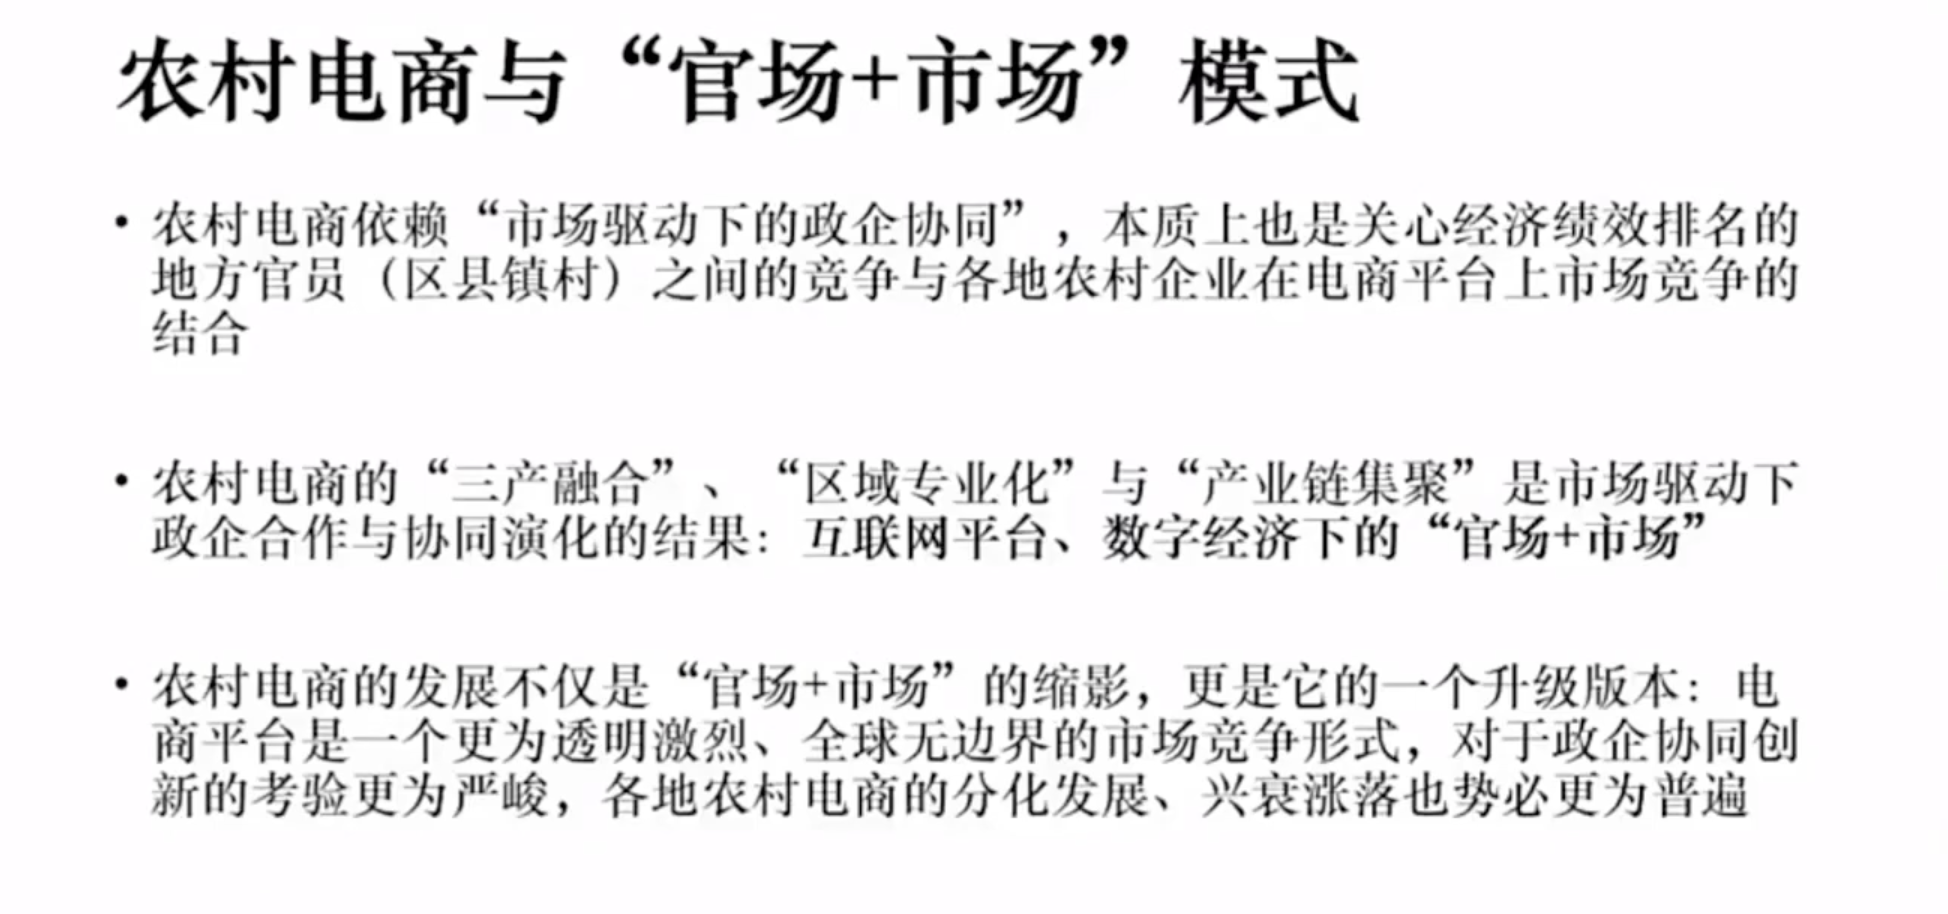 农村电商与“官场+市场”模式
• 农村电商依赖“市场驱动下的政企协同”，本质上也是关心经济绩效排名的
地方官员（区县镇村）之间的竞争与各地农村企业在电商平台上市场竞争的
结合
• 农村电商的“三产融合”、“区域专业化”与“产业链集聚”是市场驱动下
政企合作与协同演化的结果：互联网平台、数字经济下的“官场+市场”
• 农村电商的发展不仅是“官场+市场”的缩影，更是它的一个升级版本：电
商平台是一个更为透明激烈、全球无边界的市场竞争形式，对于政企协同创
新的考验更为严峻，各地农村电商的分化发展、兴衰涨落也势必更为普遍